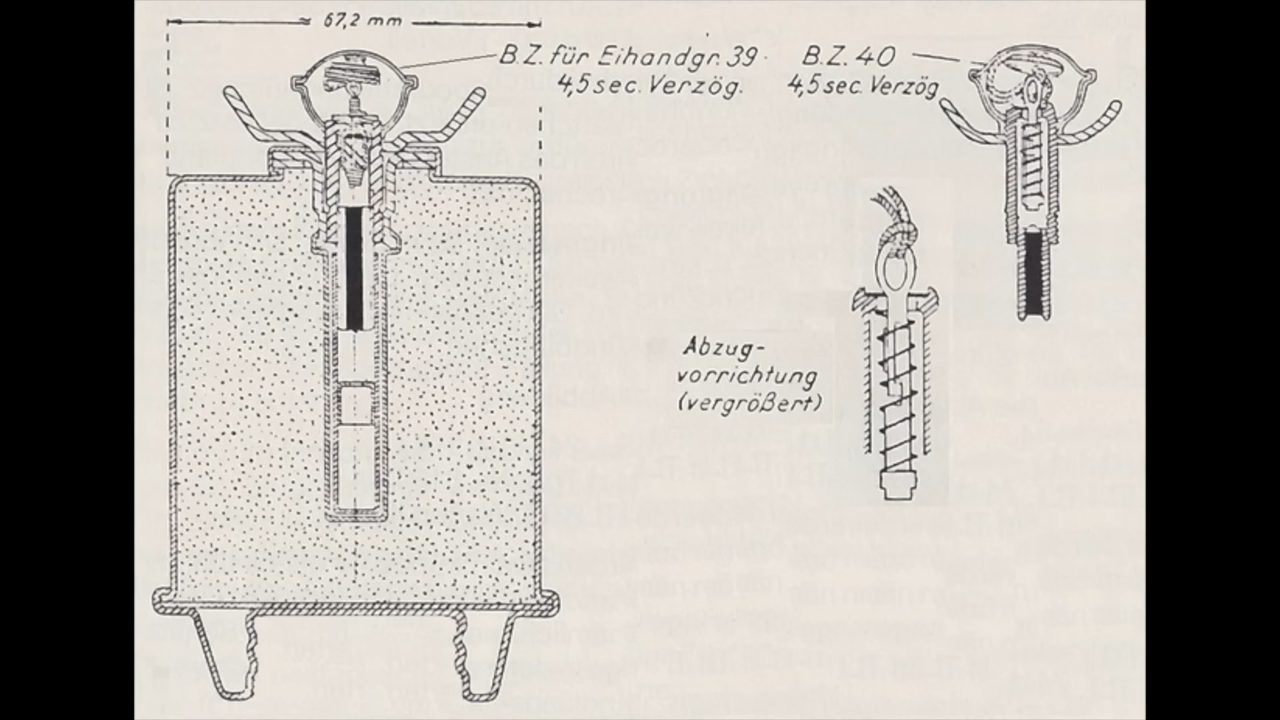 ≈ 67,2 mm
B.Z. für Eihandgr. 39
4,5 sec. Verzög.
B.Z. 40
4,5 sec. Verzög
Abzug-
vorrichtung
(vergrößert)